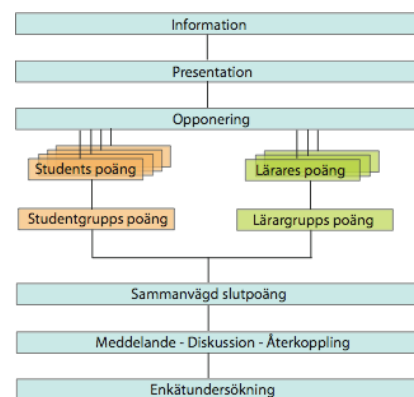 Information
Presentation
Opponering
Students poäng
Lärares poäng
Studentgrupps poäng
Lärargrupps poäng
Sammanvägd slutpoäng
Meddelande - Diskussion - Återkoppling
Enkätundersökning